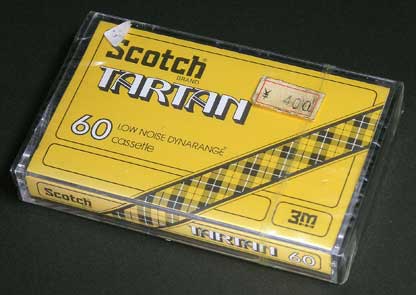 Scotch
BRAND
TARTAN
¥ 400
60 LOW NOISE DYNARANGE
cassette
3M
Scotch
TARTAN 60